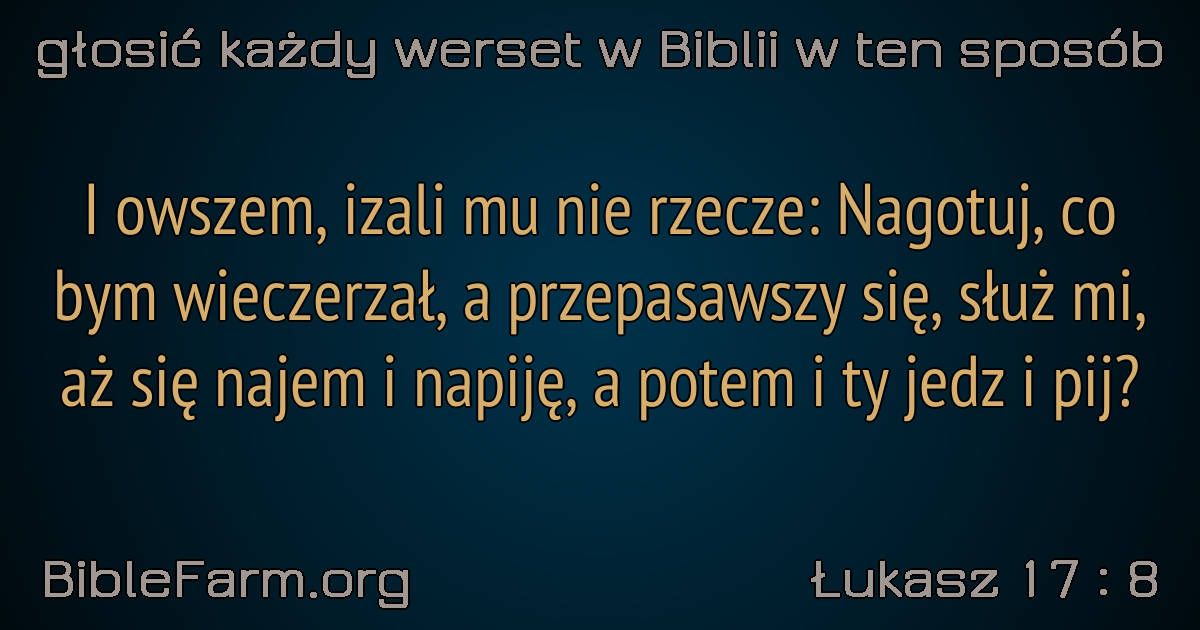 głosić każdy werset w Biblii w ten sposób
I owszem, izali mu nie rzecze: Nagotuj, co
bym wieczerzał, a przepasawszy się, służ mi,
aż się najem i napiję, a potem i ty jedz i pij?
BibleFarm.org
Łukasz 17 : 8